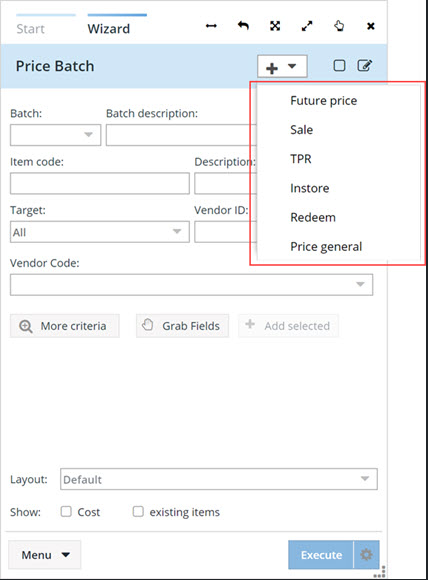 Start Wizard
Price Batch
Future price
Sale
TPR
Instore
Redeem
Price general
Batch: Batch description:
Item code: Description:
Target: Vendor ID:
All
Vendor Code:
More criteria Grab Fields Add selected
Layout: Default
Show: Cost existing items
Menu Execute